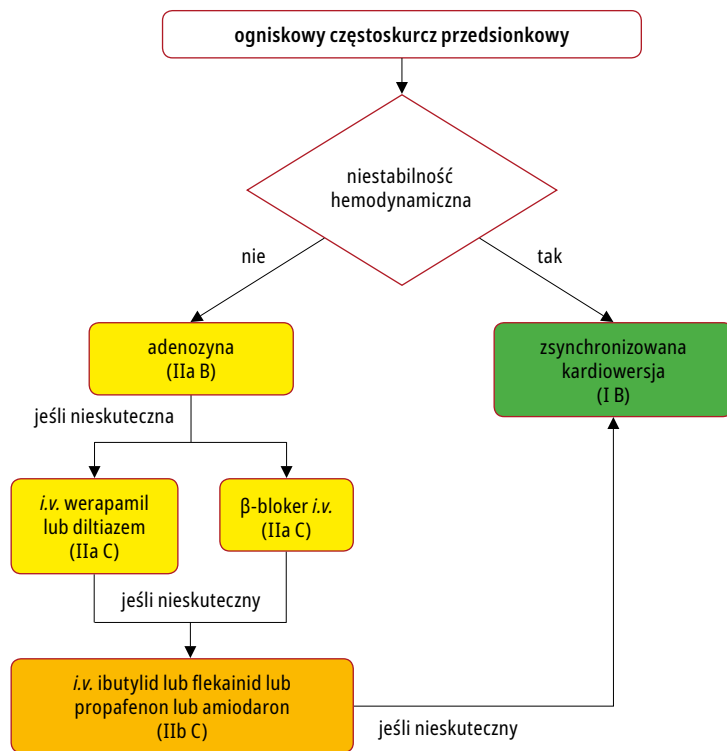 ogniskowy częstoskurcz przedsionkowy
niestabilność
hemodynamiczna
nie
tak
adenozyna
(IIa B)
zsynchronizowana
kardiowersja
(I B)
jeśli nieskuteczna
i.v. werapamil
lub diltiazem
(IIa C)
β-bloker i.v.
(IIa C)
jeśli nieskuteczny
i.v. ibutylid lub flekainid lub
propafenon lub amiodaron
(IIb C)
jeśli nieskuteczny